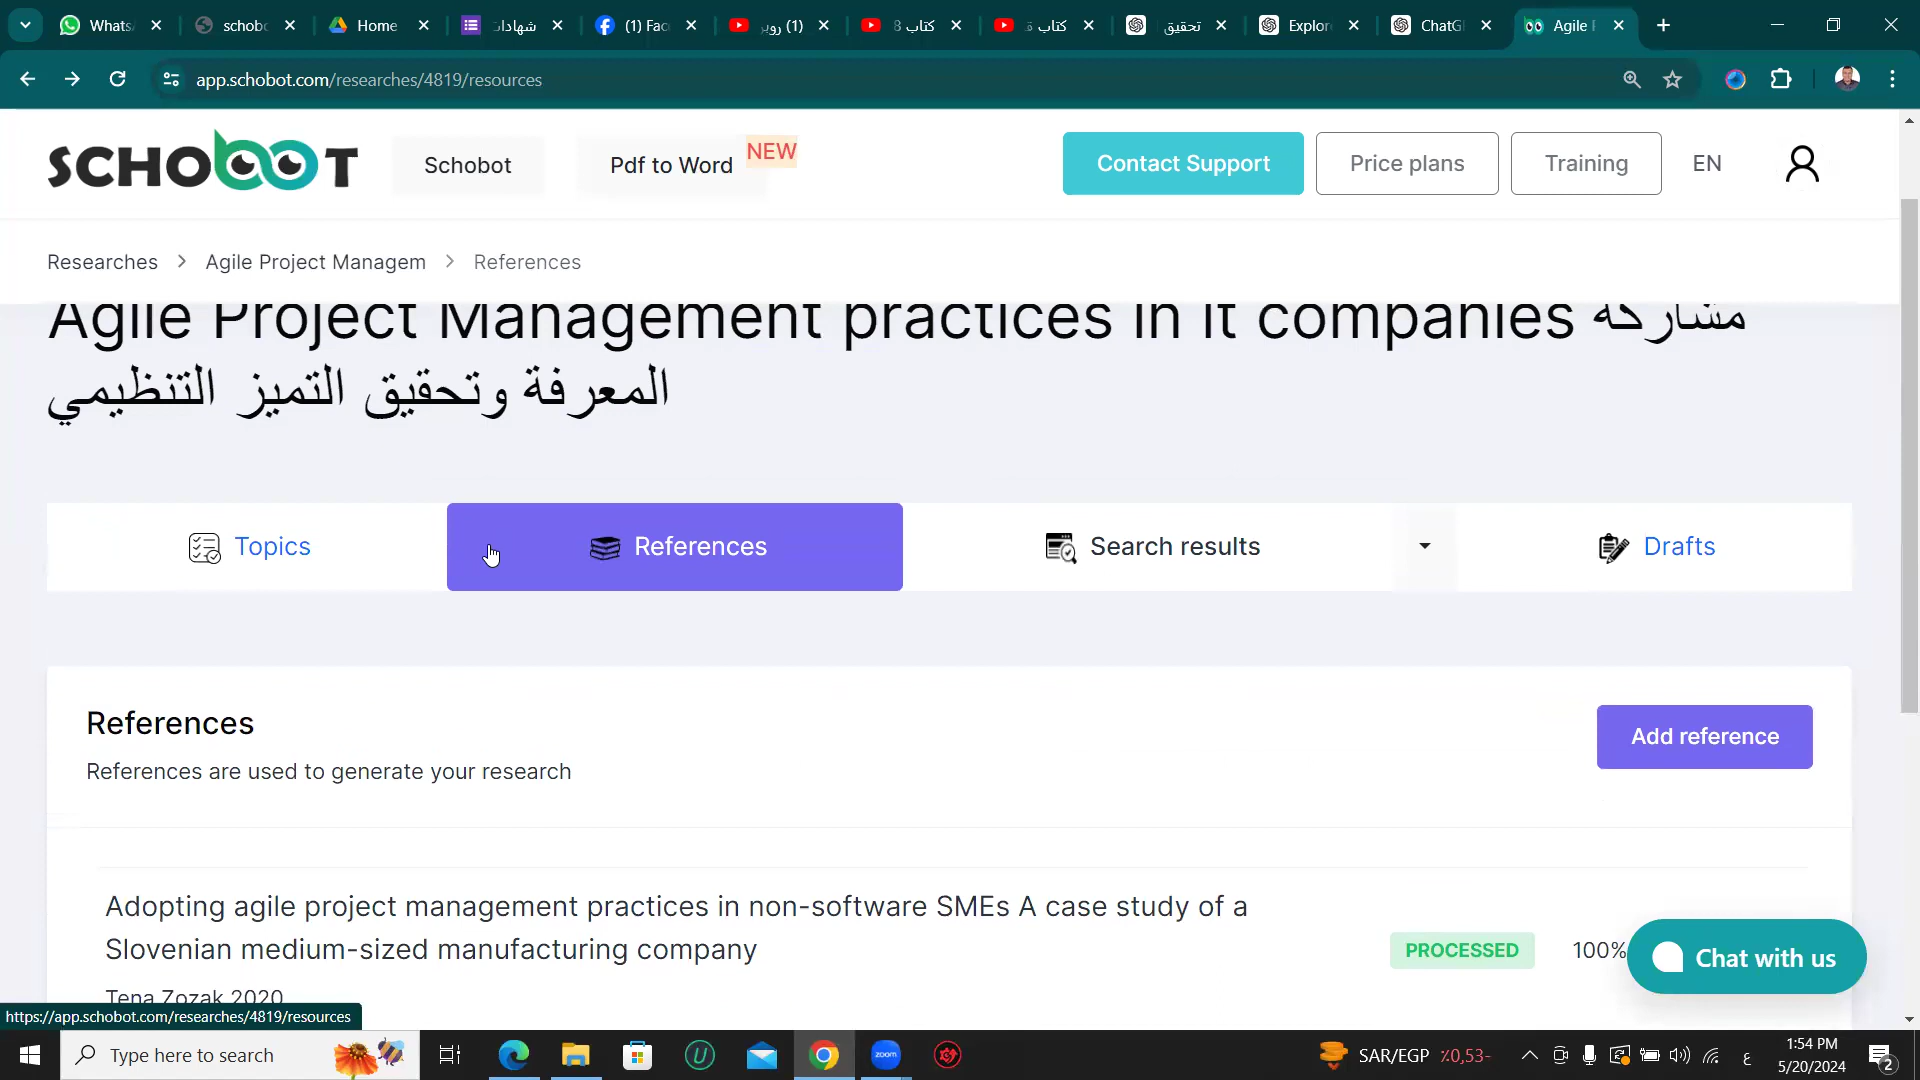 Whats
schob
Home
شهادات
(1) Fac
(1) روبر
كتاب 8
كتاب ة
تحقيق
Explor
ChatG
Agile
app.schobot.com/researches/4819/resources
SCHOBOT
Schobot
Pdf to Word
NEW
Contact Support
Price plans
Training
EN
Researches > Agile Project Managem > References
Agile Project Management practices in it companies مشاركة
المعرفة وتحقيق التميز التنظيمي
Topics
References
Search results
Drafts
References
Add reference
References are used to generate your research
Adopting agile project management practices in non-software SMEs A case study of a
Slovenian medium-sized manufacturing company
PROCESSED
100%
Chat with us
Tena Zozak 2020
https://app.schobot.com/researches/4819/resources
Type here to search
zoom
SAR/EGP
٪0,53-
ع
1:54 PM
5/20/2024
2